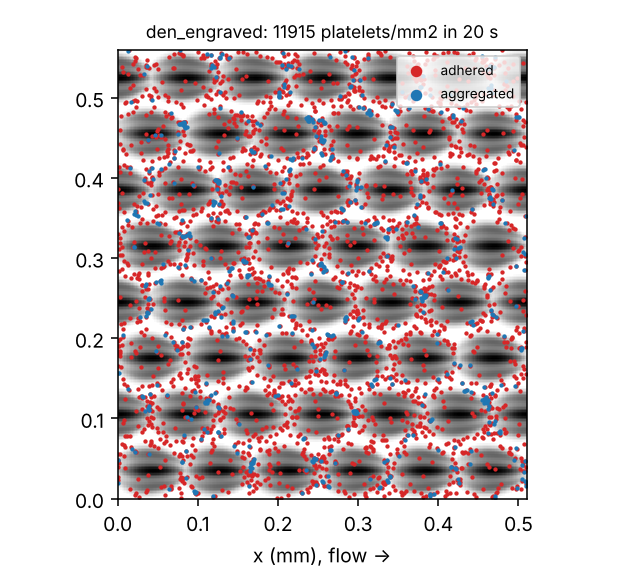 den_engraved: 11915 platelets/mm2 in 20 s
adhered
aggregated
0.5
0.4
0.3
0.2
0.1
0.0
0.0 0.1 0.2 0.3 0.4 0.5
x (mm), flow →